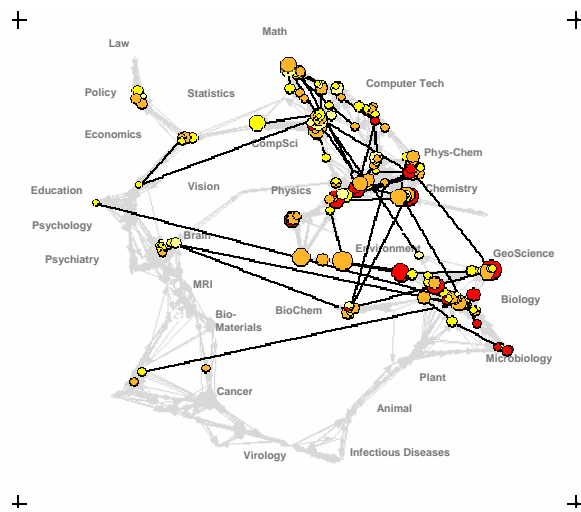 Math
Law
Computer Tech
Policy
Statistics
Economics
CompSci
Phys-Chem
Education
Vision
Physics
Chemistry
Psychology
Brain
Environment
GeoScience
Psychiatry
MRI
Biology
Bio-
Materials
BioChem
Microbiology
Plant
Cancer
Animal
Virology
Infectious Diseases